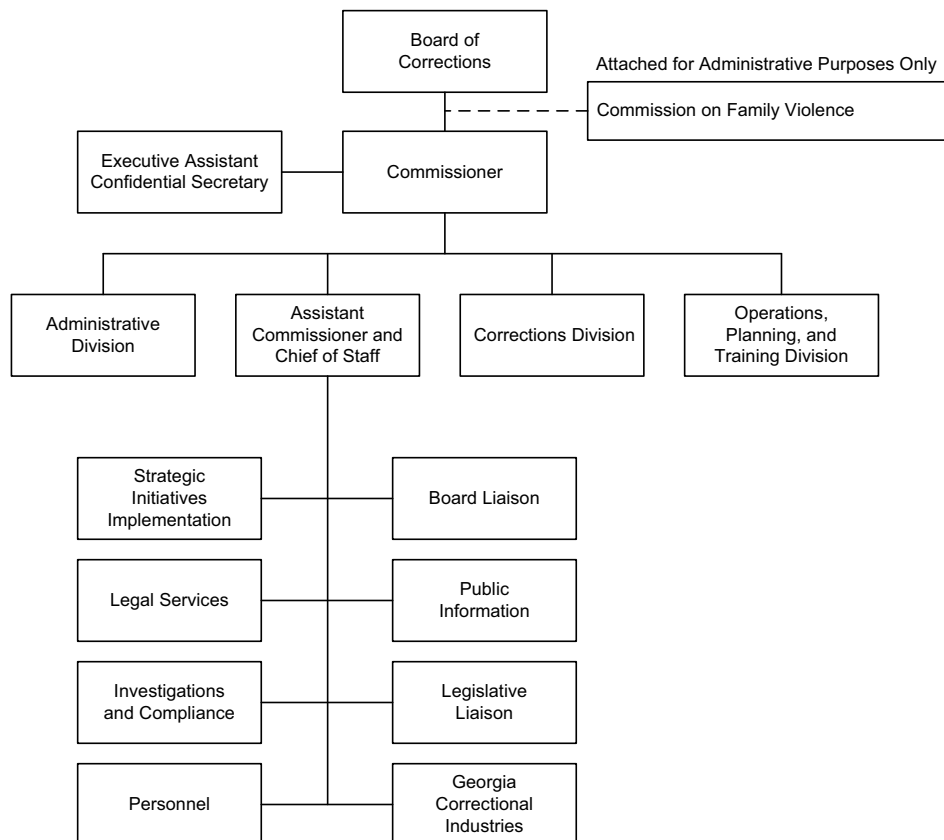 Board of
Corrections
Attached for Administrative Purposes Only
Commission on Family Violence
Executive Assistant
Confidential Secretary
Commissioner
Administrative
Division
Assistant
Commissioner and
Chief of Staff
Corrections Division
Operations,
Planning, and
Training Division
Strategic
Initiatives
Implementation
Board Liaison
Legal Services
Public
Information
Investigations
and Compliance
Legislative
Liaison
Personnel
Georgia
Correctional
Industries